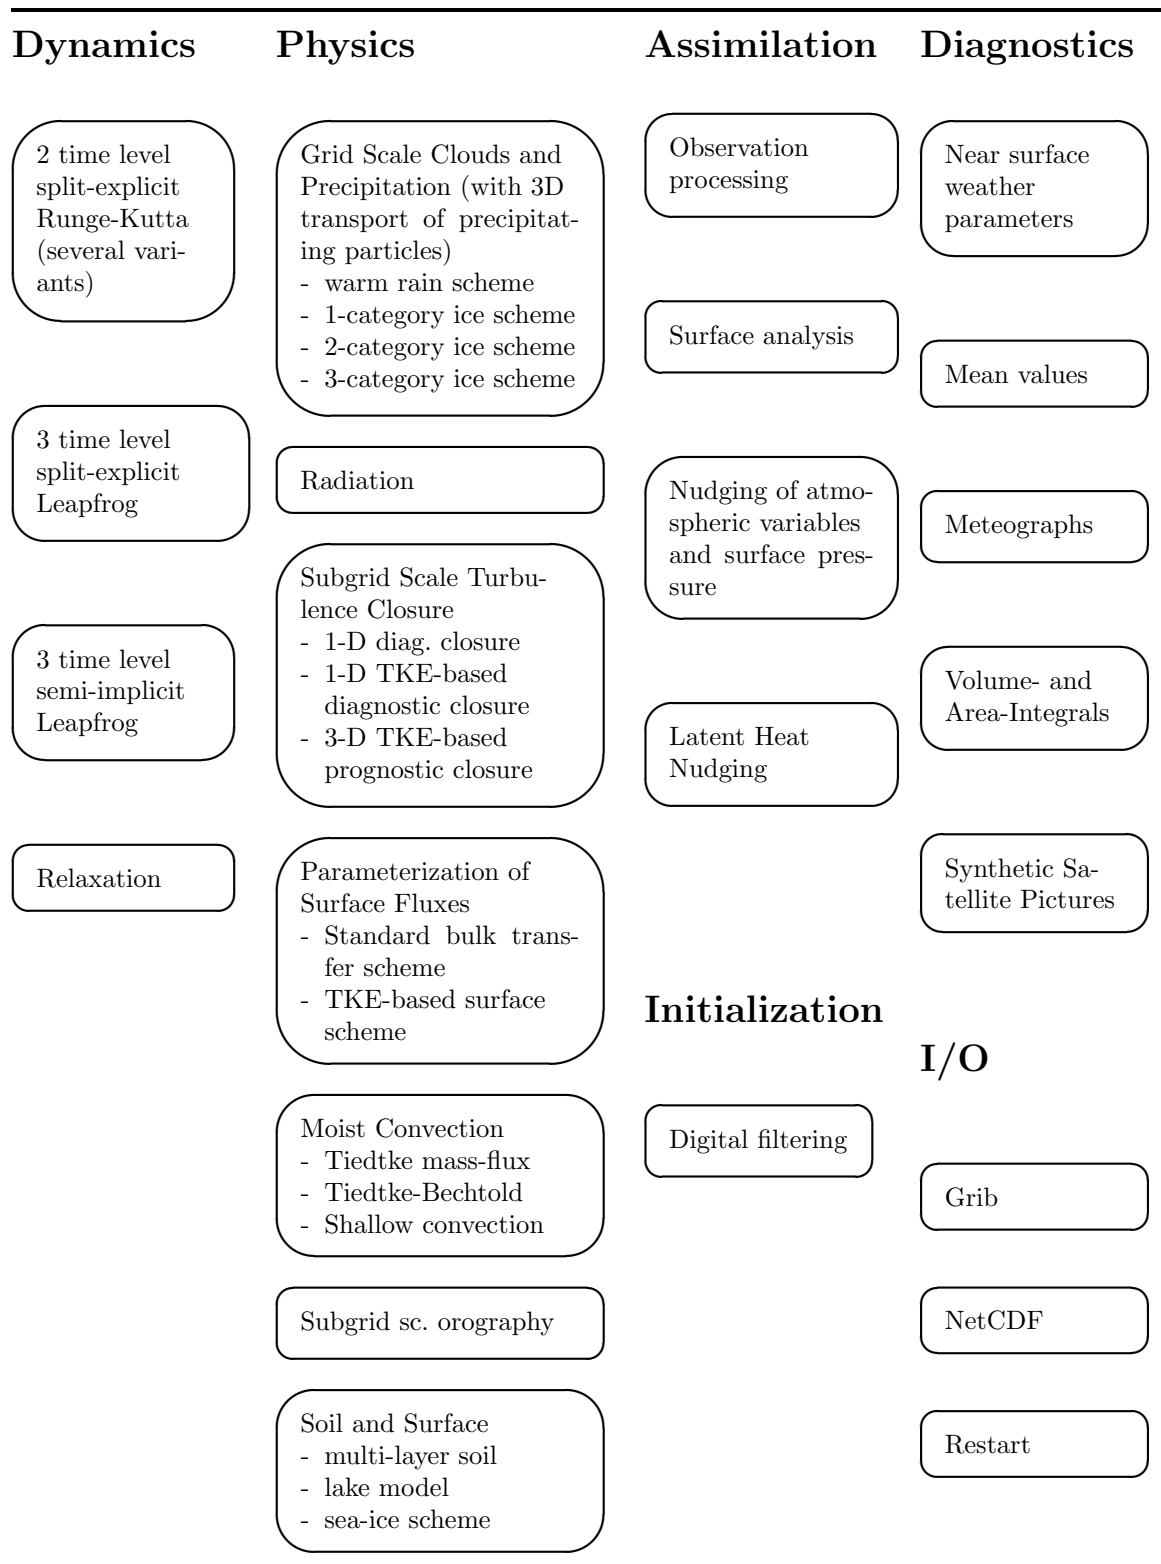 Dynamics
2 time level
split-explicit
Runge-Kutta
(several vari-
ants)
3 time level
split-explicit
Leapfrog
3 time level
semi-implicit
Leapfrog
Relaxation
Physics
Grid Scale Clouds and
Precipitation (with 3D
transport of precipitat-
ing particles)
- warm rain scheme
- 1-category ice scheme
- 2-category ice scheme
- 3-category ice scheme
Radiation
Subgrid Scale Turbu-
lence Closure
- 1-D diag. closure
- 1-D TKE-based
diagnostic closure
- 3-D TKE-based
prognostic closure
Parameterization of
Surface Fluxes
- Standard bulk trans-
fer scheme
- TKE-based surface
scheme
Moist Convection
- Tiedtke mass-flux
- Tiedtke-Bechtold
- Shallow convection
Subgrid sc. orography
Soil and Surface
- multi-layer soil
- lake model
- sea-ice scheme
Assimilation
Observation
processing
Surface analysis
Nudging of atmo-
spheric variables
and surface pres-
sure
Latent Heat
Nudging
Initialization
Digital filtering
Diagnostics
Near surface
weather
parameters
Mean values
Meteographs
Volume- and
Area-Integrals
Synthetic Sa-
tellite Pictures
I/O
Grib
NetCDF
Restart